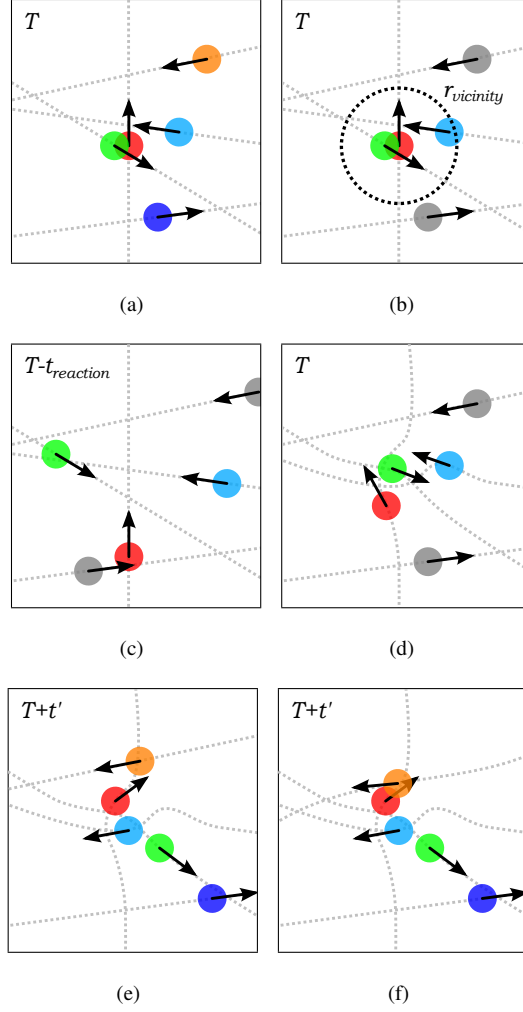 T
T
r_vicinity
(a)
(b)
T-t_reaction
T
(c)
(d)
T+t'
T+t'
(e)
(f)